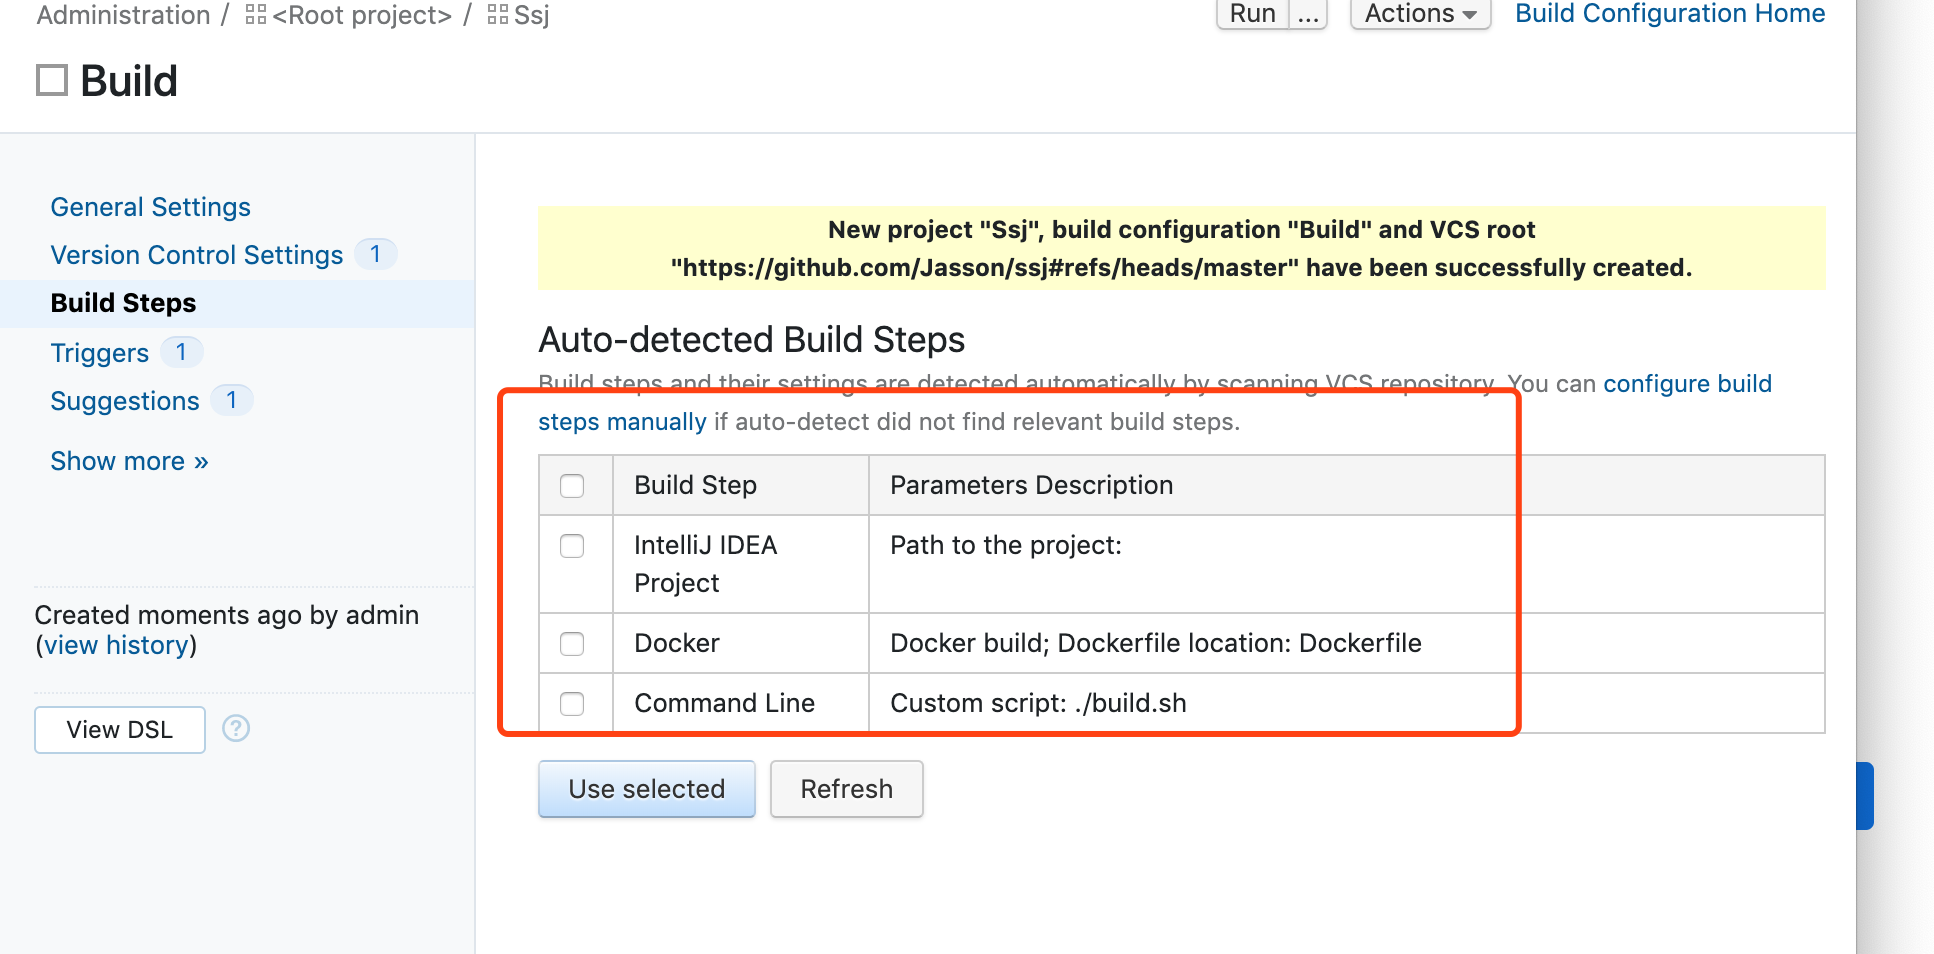 Administration / <Root project> / Ssj
Run ... Actions Build Configuration Home
Build
General Settings
Version Control Settings 1
Build Steps
Triggers 1
Suggestions 1
Show more »
Created moments ago by admin
(view history)
View DSL ?
New project "Ssj", build configuration "Build" and VCS root
"https://github.com/Jasson/ssj#refs/heads/master" have been successfully created.
Auto-detected Build Steps
Build steps and their settings are detected automatically by scanning VCS repository. You can configure build
steps manually if auto-detect did not find relevant build steps.
Build Step Parameters Description
IntelliJ IDEA Path to the project:
Project
Docker Docker build; Dockerfile location: Dockerfile
Command Line Custom script: ./build.sh
Use selected Refresh